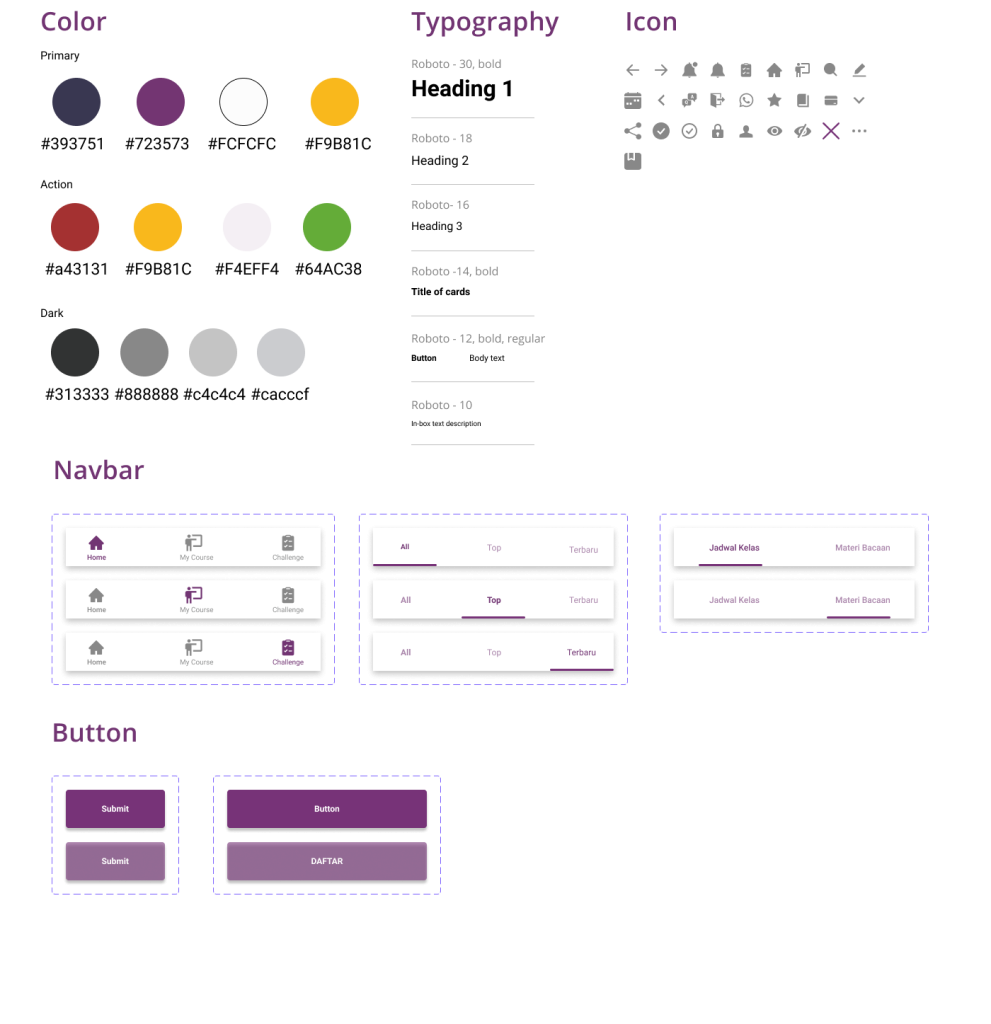 Color
Primary
#393751 #723573 #FCFCFC #F9B81C
Action
#a43131 #F9B81C #F4EFF4 #64AC38
Dark
#313333 #888888 #c4c4c4 #cacccf
Typography
Roboto - 30, bold
Heading 1
Roboto - 18
Heading 2
Roboto- 16
Heading 3
Roboto -14, bold
Title of cards
Roboto - 12, bold, regular
Button Body text
Roboto - 10
In-box text description
Icon
Navbar
Home My Course Challenge
Home My Course Challenge
Home My Course Challenge
All Top Terbaru
All Top Terbaru
All Top Terbaru
Jadwal Kelas Materi Bacaan
Jadwal Kelas Materi Bacaan
Button
Submit
Submit
Button
DAFTAR